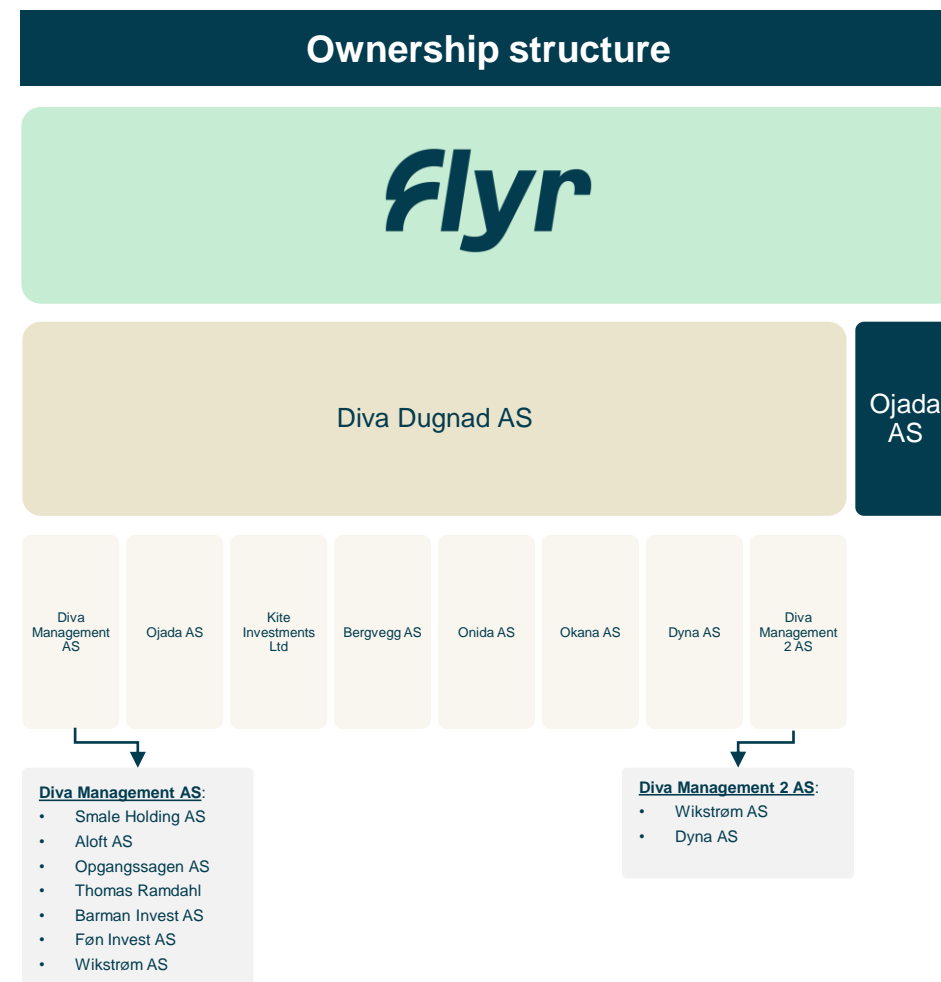 Ownership structure
flyr
Diva Dugnad AS
Ojada
AS
Diva
Management
AS
Ojada AS
Kite
Investments
Ltd
Bergvegg AS
Onida AS
Okana AS
Dyna AS
Diva
Management
2 AS
Diva Management AS:
• Smale Holding AS
• Aloft AS
• Opgangssagen AS
• Thomas Ramdahl
• Barman Invest AS
• Føn Invest AS
• Wikstrøm AS
Diva Management 2 AS:
• Wikstrøm AS
• Dyna AS